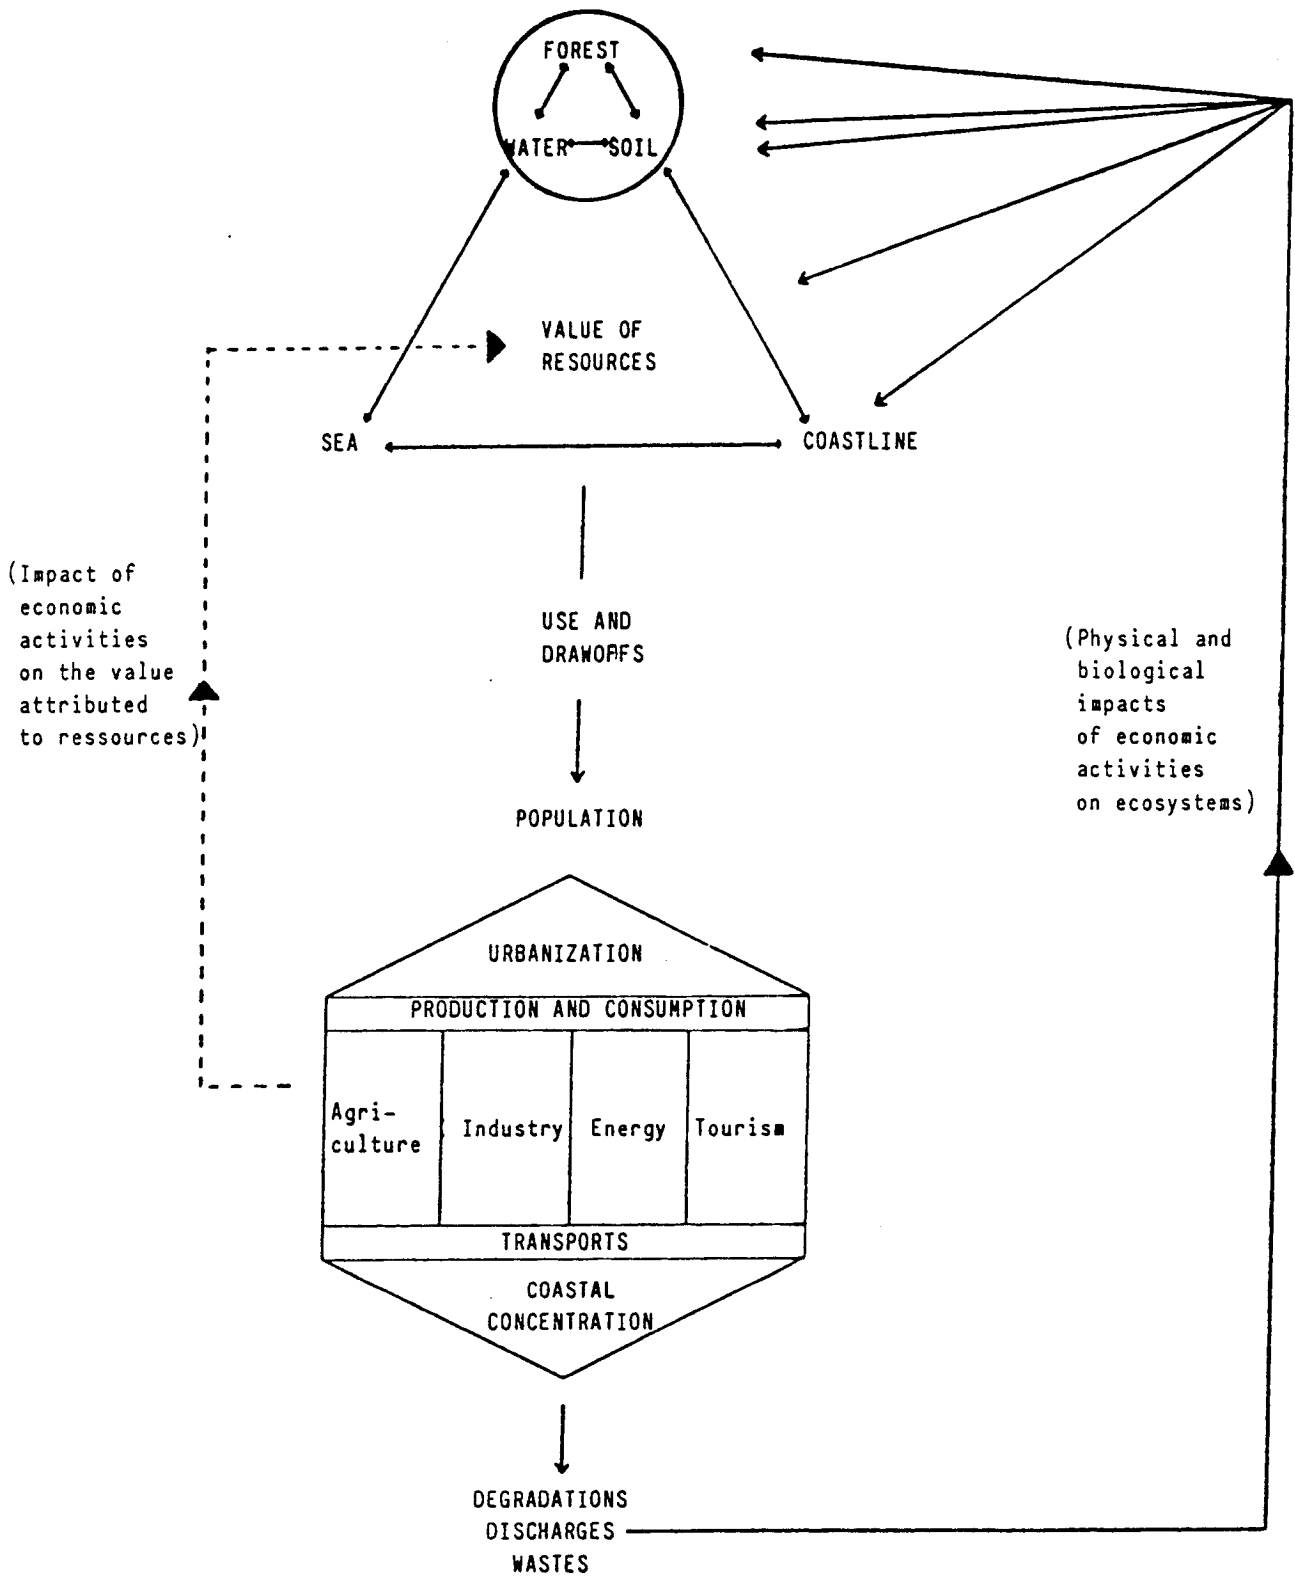 FOREST
WATER SOIL
VALUE OF
RESOURCES
SEA
COASTLINE
(Impact of
economic
activities
on the value
attributed
to ressources)
USE AND
DRAWOFFS
(Physical and
biological
impacts
of economic
activities
on ecosystems)
POPULATION
URBANIZATION
PRODUCTION AND CONSUMPTION
Agri-
culture
Industry
Energy
Tourism
TRANSPORTS
COASTAL
CONCENTRATION
DEGRADATIONS
DISCHARGES
WASTES